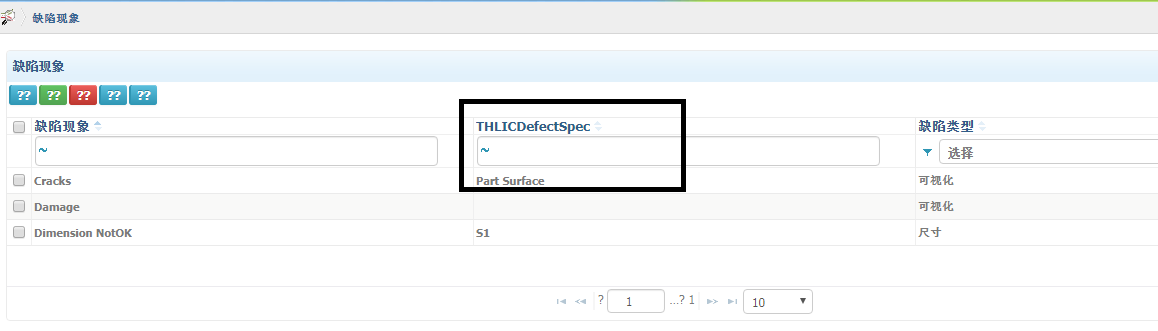 缺陷现象
缺陷现象
?? ?? ?? ?? ??
缺陷现象 THLICDefectSpec 缺陷类型
~ ~ 选择
Cracks Part Surface 可视化
Damage 可视化
Dimension NotOK S1 尺寸
? 1 ...? 1 10